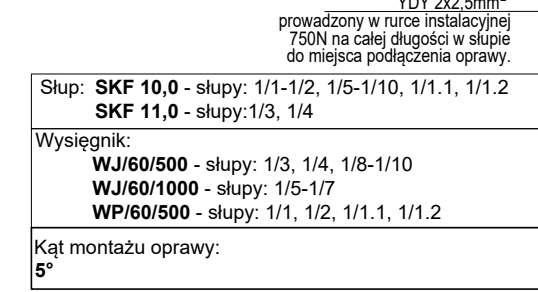 YDY 2x2,5mm²
prowadzony w rurce instalacyjnej
750N na całej długości w słupie
do miejsca podłączenia oprawy.
Słup: SKF 10,0 - słupy: 1/1-1/2, 1/5-1/10, 1/1.1, 1/1.2
SKF 11,0 - słupy:1/3, 1/4
Wysięgnik:
WJ/60/500 - słupy: 1/3, 1/4, 1/8-1/10
WJ/60/1000 - słupy: 1/5-1/7
WP/60/500 - słupy: 1/1, 1/2, 1/1.1, 1/1.2
Kąt montażu oprawy:
5°